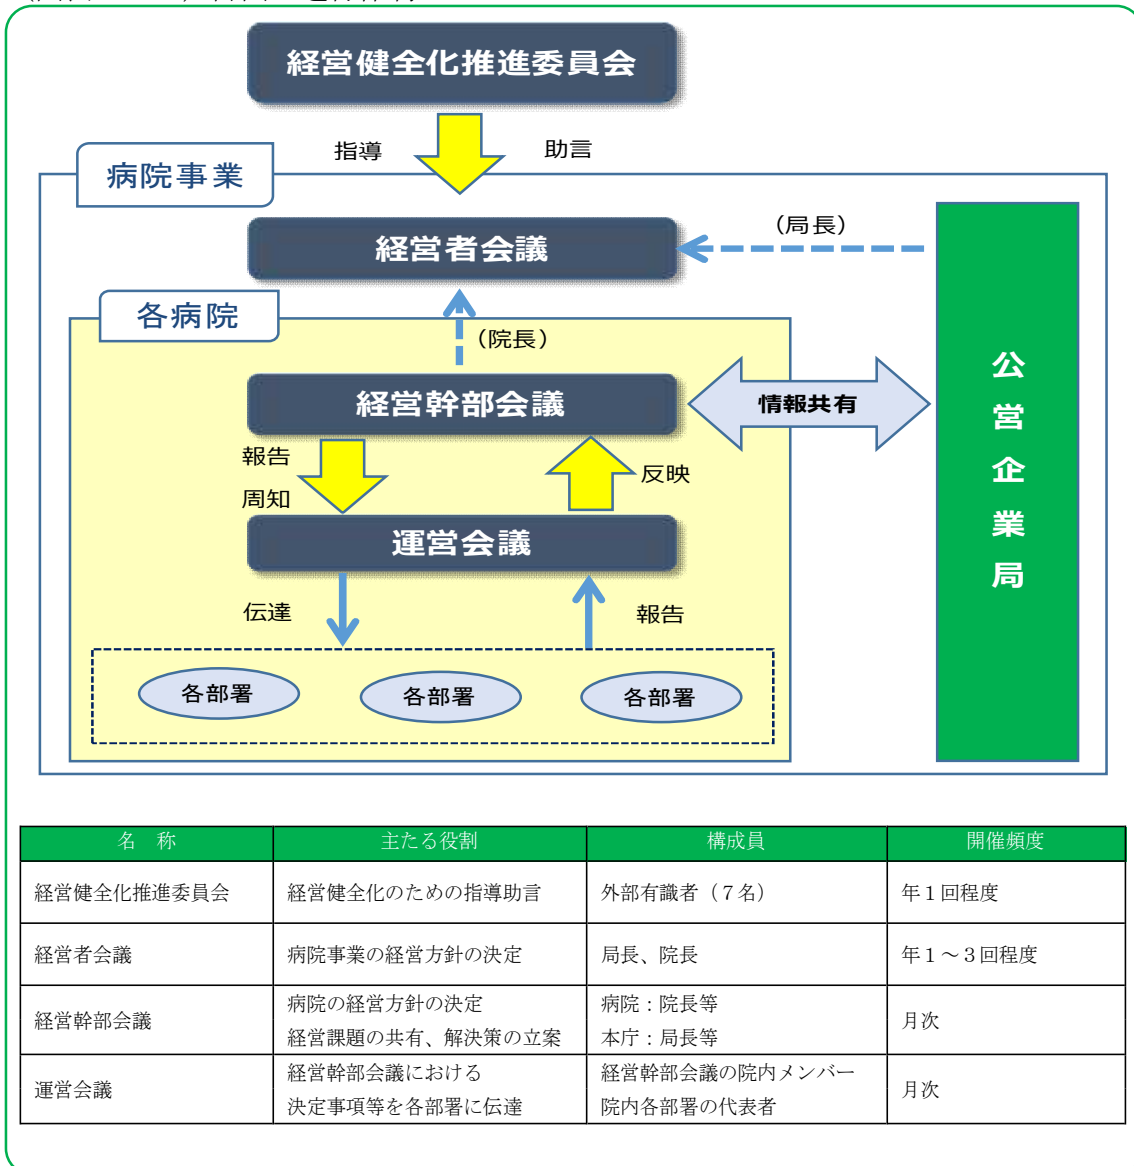 経営健全化推進委員会
指導
助言
病院事業
経営者会議
(局長)
各病院
(院長)
経営幹部会議
情報共有
公営企業局
報告
周知
反映
運営会議
伝達
報告
各部署
各部署
各部署
名　称 主たる役割 構成員 開催頻度
経営健全化推進委員会 経営健全化のための指導助言 外部有識者（７名） 年１回程度
経営者会議 病院事業の経営方針の決定 局長、院長 年１～３回程度
経営幹部会議
病院の経営方針の決定
経営課題の共有、解決策の立案
病院：院長等
本庁：局長等
月次
運営会議
経営幹部会議における
決定事項等を各部署に伝達
経営幹部会議の院内メンバー
院内各部署の代表者
月次